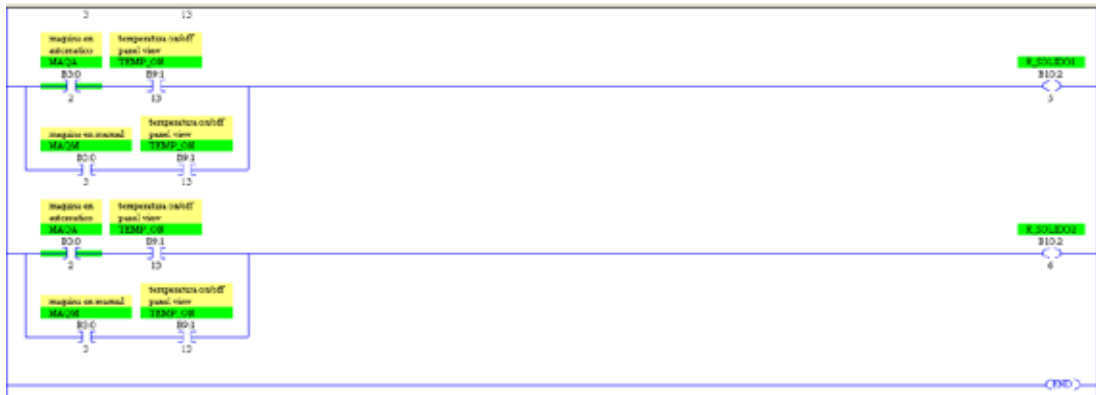 3 13
maquina en temperatura on/off
automatico panel view
MAQA TEMP_ON R_SOLIDO1
B3:0 B9:1 B10:2
2 13 5
temperatura on/off
maquina en manual panel view
MAQM TEMP_ON
B3:0 B9:1
3 13
maquina en temperatura on/off
automatico panel view
MAQA TEMP_ON R_SOLIDO2
B3:0 B9:1 B10:2
2 13 6
temperatura on/off
maquina en manual panel view
MAQM TEMP_ON
B3:0 B9:1
3 13
END